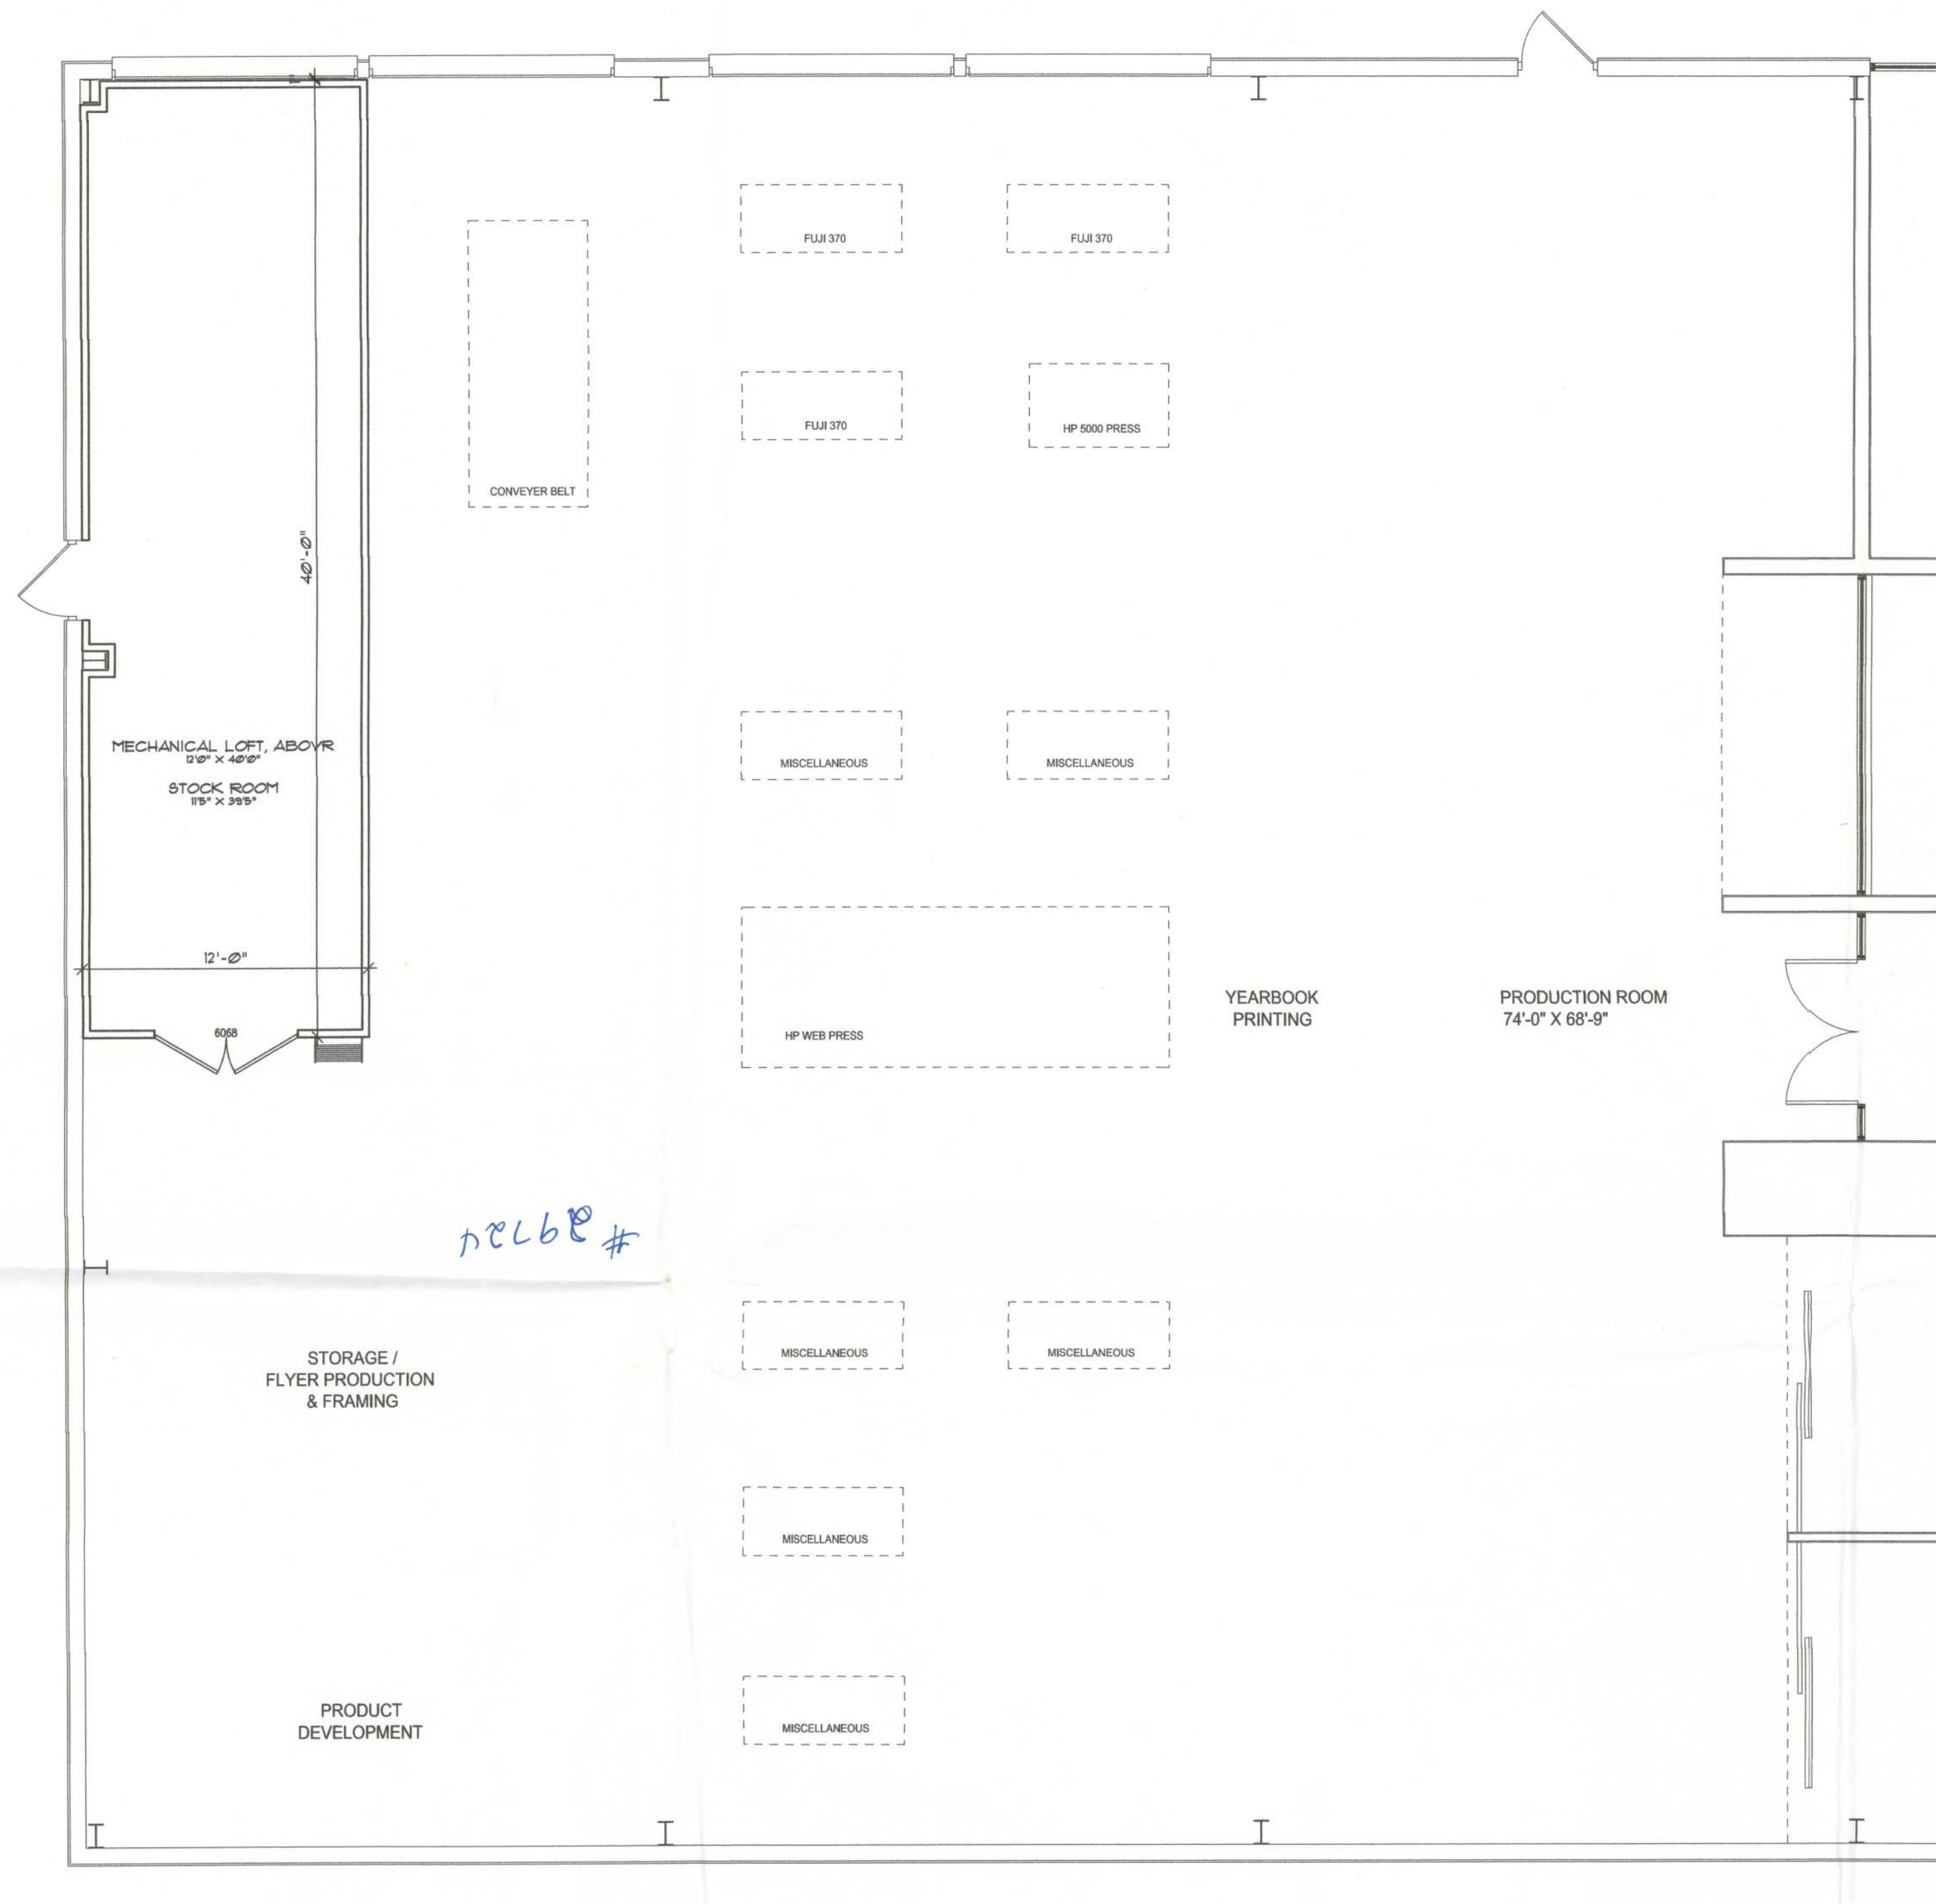 FUJI 370
FUJI 370
FUJI 370
HP 5000 PRESS
CONVEYER BELT
40'-0"
MECHANICAL LOFT, ABOVR
12'0" X 40'0"
STOCK ROOM
11'5" X 39'5"
MISCELLANEOUS
MISCELLANEOUS
12'-0"
6068
HP WEB PRESS
YEARBOOK
PRINTING
PRODUCTION ROOM
74'-0" X 68'-9"
#29724
STORAGE /
FLYER PRODUCTION
& FRAMING
MISCELLANEOUS
MISCELLANEOUS
MISCELLANEOUS
PRODUCT
DEVELOPMENT
MISCELLANEOUS